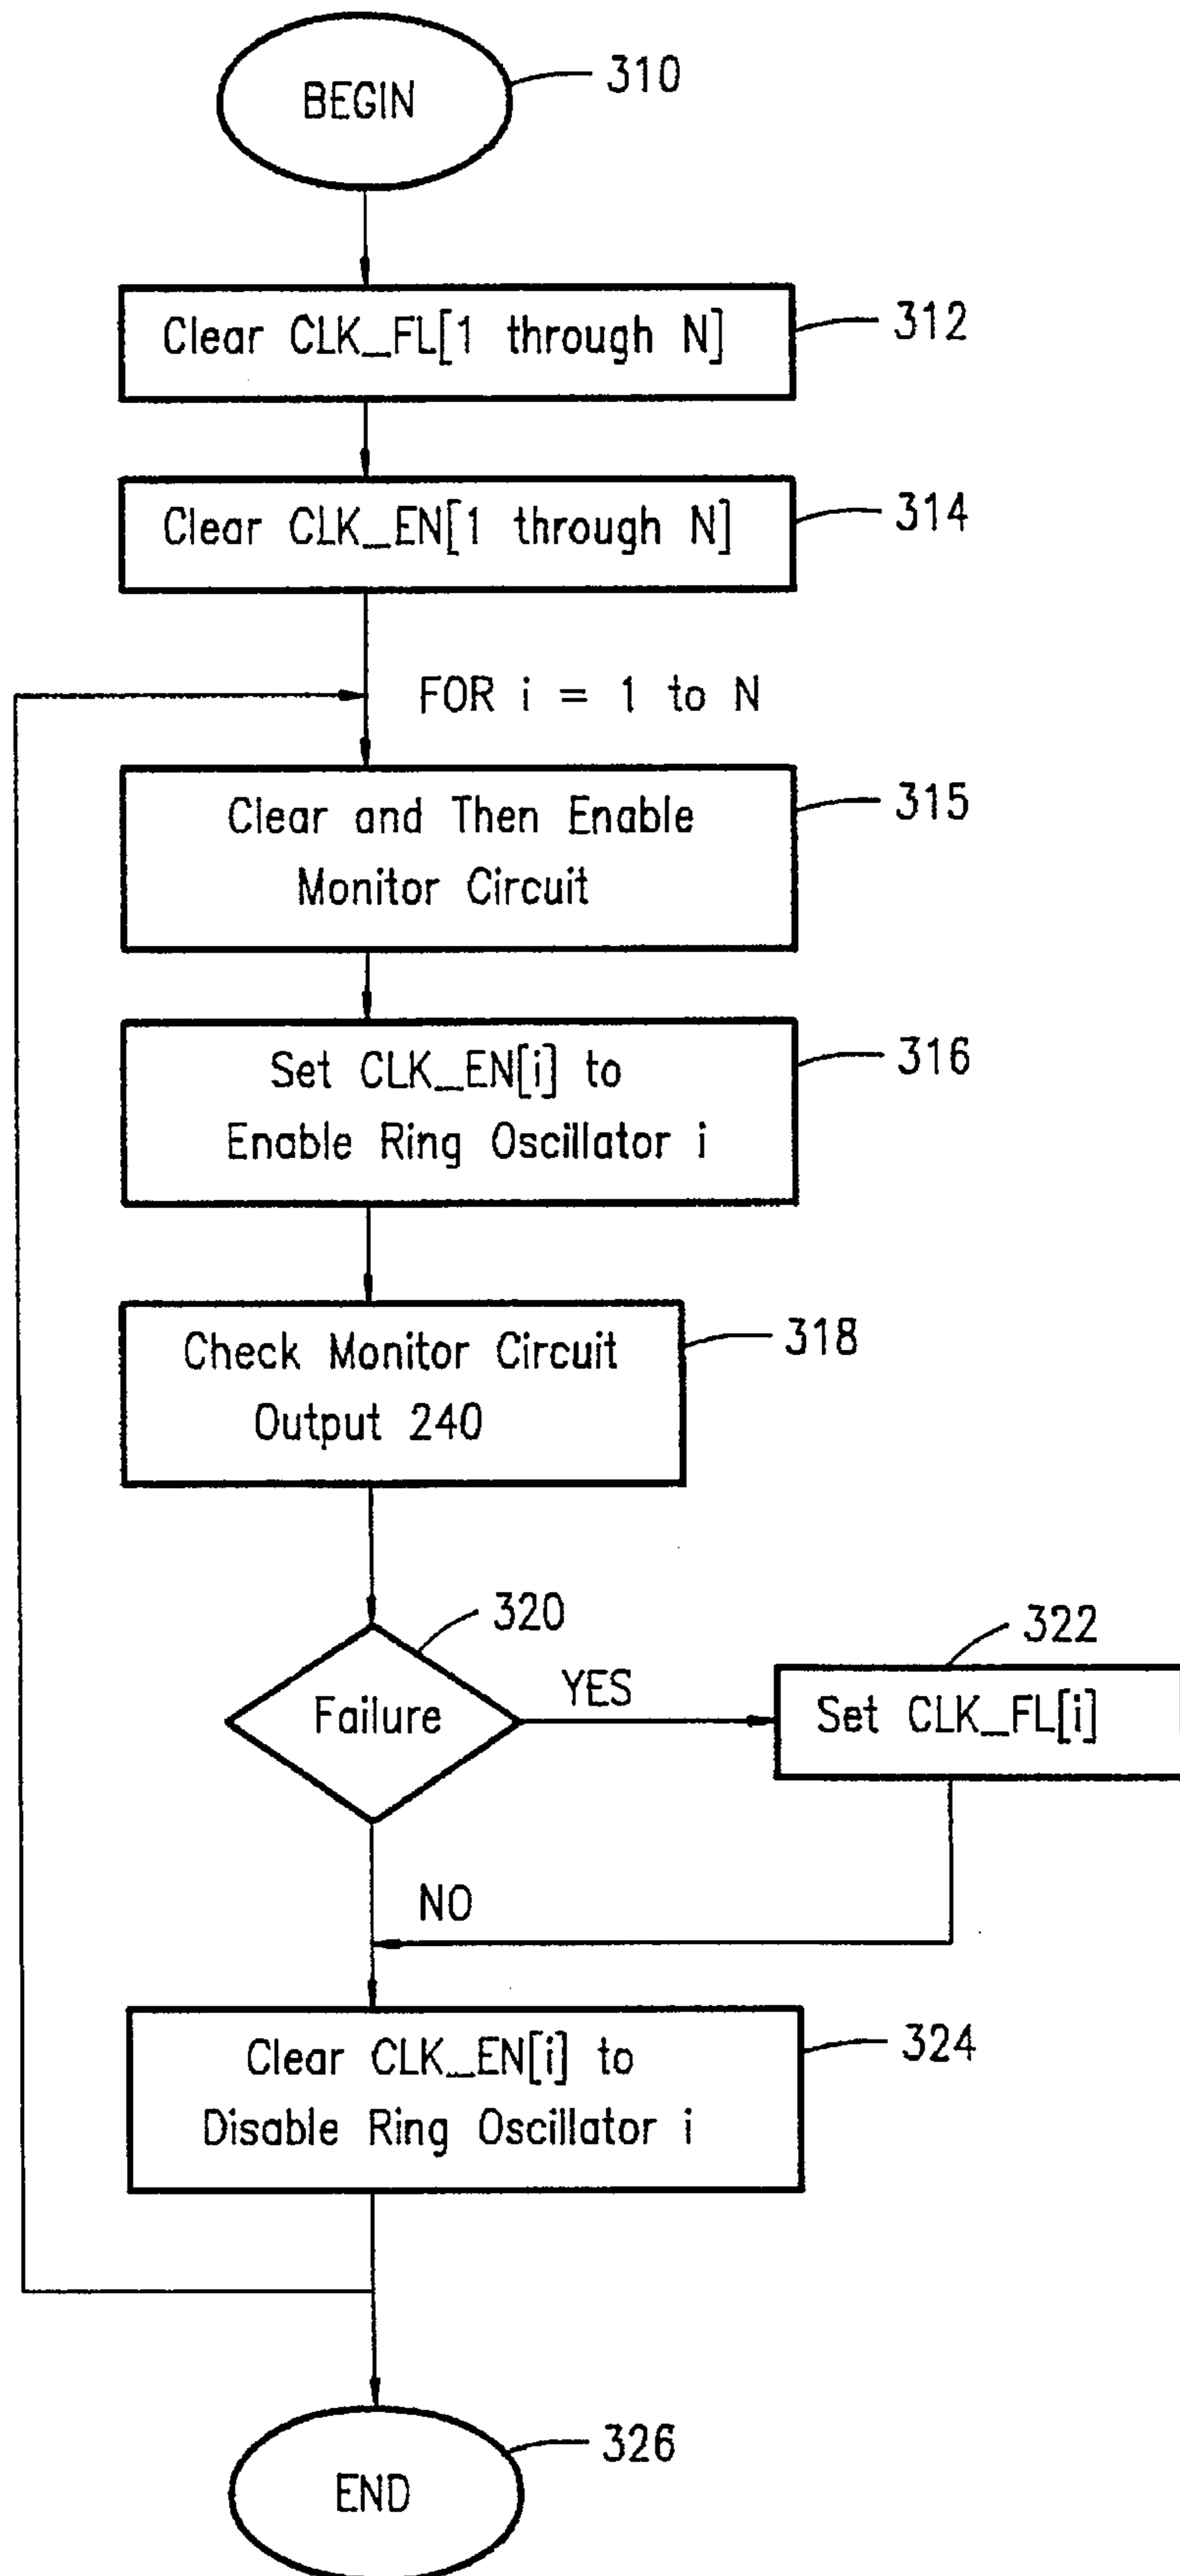 BEGIN
310
Clear CLK_FL[1 through N]
312
Clear CLK_EN[1 through N]
314
FOR i = 1 to N
Clear and Then Enable
Monitor Circuit
315
Set CLK_EN[i] to
Enable Ring Oscillator i
316
Check Monitor Circuit
Output 240
318
320
Failure
YES
322
Set CLK_FL[i]
NO
Clear CLK_EN[i] to
Disable Ring Oscillator i
324
END
326